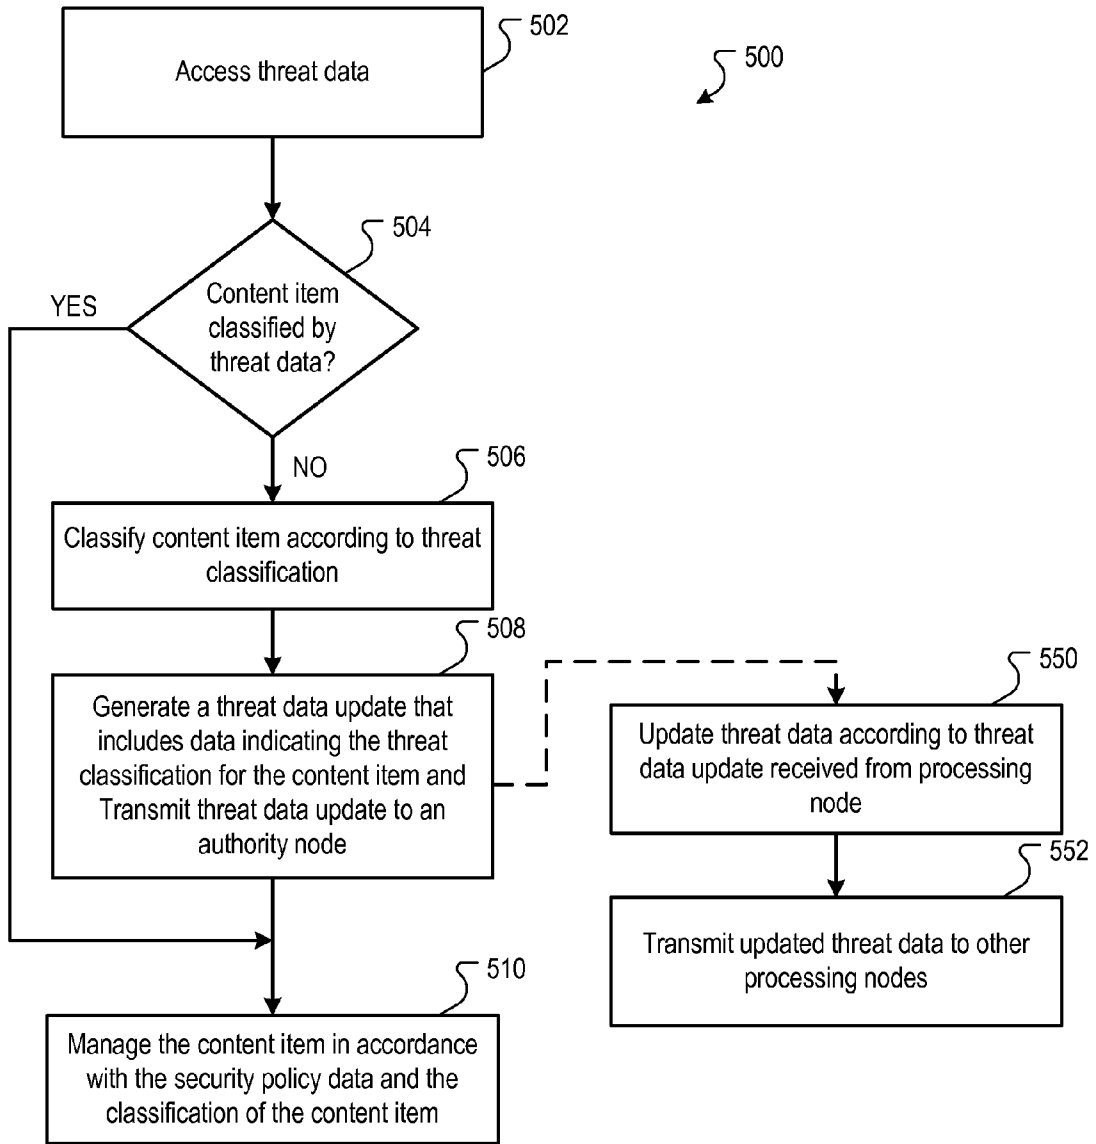 502
Access threat data
500
504
YES
Content item
classified by
threat data?
NO
506
Classify content item according to threat
classification
508
Generate a threat data update that
includes data indicating the threat
classification for the content item and
Transmit threat data update to an
authority node
550
Update threat data according to threat
data update received from processing
node
552
Transmit updated threat data to other
processing nodes
510
Manage the content item in accordance
with the security policy data and the
classification of the content item